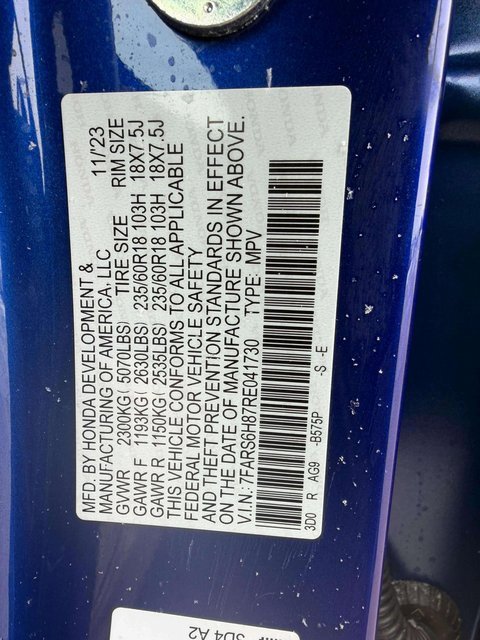 MFD. BY HONDA DEVELOPMENT &
MANUFACTURING OF AMERICA, LLC 11/'23
GVWR 2300KG ( 5070LBS) TIRE SIZE RIM SIZE
GAWR F 1193KG ( 2630LBS) 235/60R18 103H 18X7.5J
GAWR R 1150KG ( 2535LBS) 235/60R18 103H 18X7.5J
THIS VEHICLE CONFORMS TO ALL APPLICABLE
FEDERAL MOTOR VEHICLE SAFETY
AND THEFT PREVENTION STANDARDS IN EFFECT
ON THE DATE OF MANUFACTURE SHOWN ABOVE.
V.I.N: 7FARS6H87RE041730 TYPE: MPV
3D0 R AG9 -B575P -S -E
3D4 A2